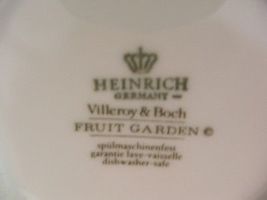 HEINRICH
GERMANY
Villeroy & Boch
FRUIT GARDEN ©
spülmaschinenfest
garantie lave-vaisselle
dishwasher-safe